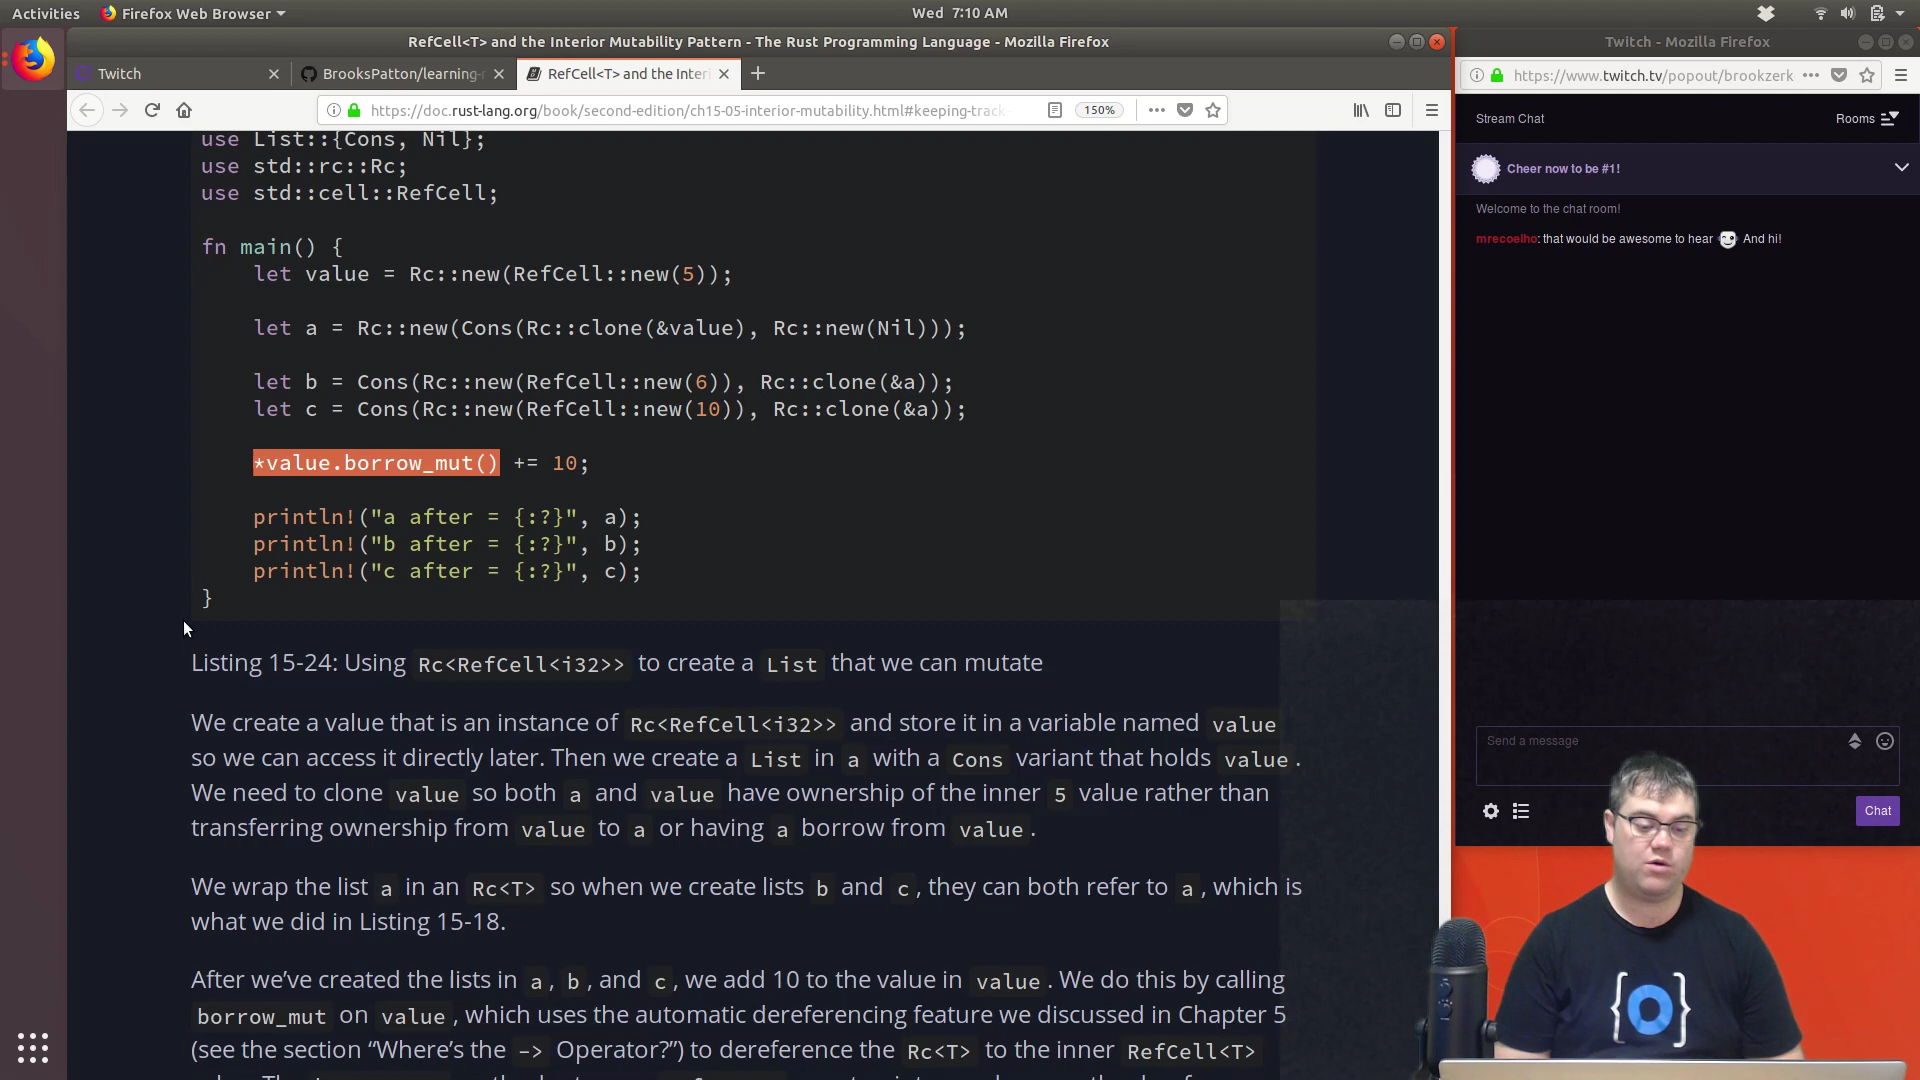 Activities
Firefox Web Browser
Wed 7:10 AM
RefCell<T> and the Interior Mutability Pattern - The Rust Programming Language - Mozilla Firefox
Twitch - Mozilla Firefox
Twitch
BrooksPatton/learning-r
RefCell<T> and the Interi
https://doc.rust-lang.org/book/second-edition/ch15-05-interior-mutability.html#keeping-track-
150%
https://www.twitch.tv/popout/brookzerk
Stream Chat
Rooms
Cheer now to be #1!
Welcome to the chat room!
mrecoelho: that would be awesome to hear And hi!
use List::{Cons, Nil};
use std::rc::Rc;
use std::cell::RefCell;
fn main() {
let value = Rc::new(RefCell::new(5));
let a = Rc::new(Cons(Rc::clone(&value), Rc::new(Nil)));
let b = Cons(Rc::new(RefCell::new(6)), Rc::clone(&a));
let c = Cons(Rc::new(RefCell::new(10)), Rc::clone(&a));
*value.borrow_mut() += 10;
println!("a after = {:?}", a);
println!("b after = {:?}", b);
println!("c after = {:?}", c);
}
Listing 15-24: Using Rc<RefCell<i32>> to create a List that we can mutate
We create a value that is an instance of Rc<RefCell<i32>> and store it in a variable named value
so we can access it directly later. Then we create a List in a with a Cons variant that holds value.
We need to clone value so both a and value have ownership of the inner 5 value rather than
transferring ownership from value to a or having a borrow from value.
We wrap the list a in an Rc<T> so when we create lists b and c, they can both refer to a, which is
what we did in Listing 15-18.
After we've created the lists in a, b, and c, we add 10 to the value in value. We do this by calling
borrow_mut on value, which uses the automatic dereferencing feature we discussed in Chapter 5
(see the section “Where's the -> Operator?”) to dereference the Rc<T> to the inner RefCell<T>
Send a message
Chat